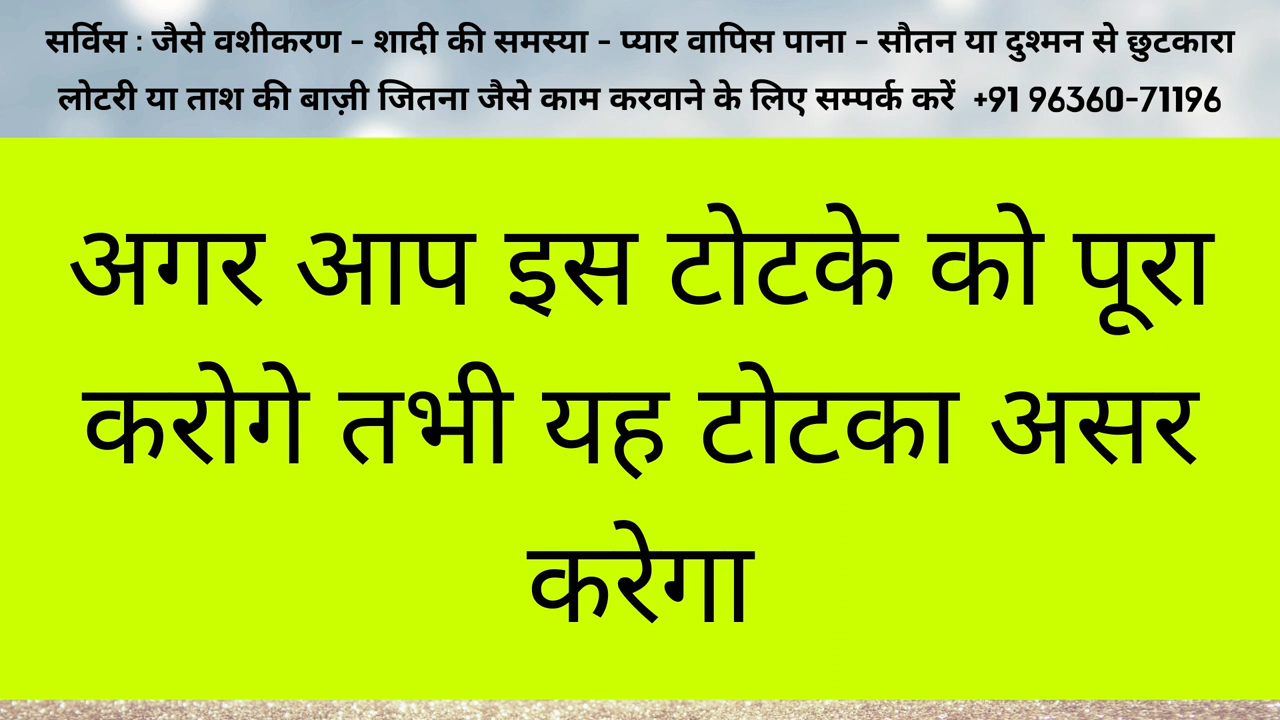 सर्विस : जैसे वशीकरण - शादी की समस्या - प्यार वापिस पाना - सौतन या दुश्मन से छुटकारा
लोटरी या ताश की बाज़ी जितना जैसे काम करवाने के लिए सम्पर्क करें +91 96360-71196
अगर आप इस टोटके को पूरा
करोगे तभी यह टोटका असर
करेगा